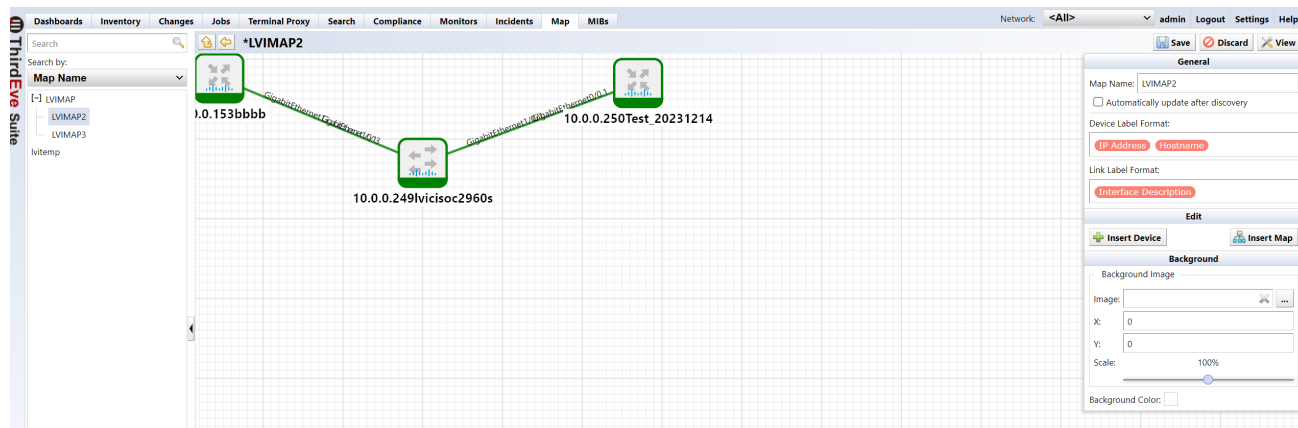 Dashboards Inventory Changes Jobs Terminal Proxy Search Compliance Monitors Incidents Map MIBs Network: <All> admin Logout Settings Help
ThirdEye Suite
Search
*LVIMAP2
Save Discard View
Search by:
Map Name
[-] LVIMAP
LVIMAP2
LVIMAP3
lvitemp
0.0.153bbbb
10.0.0.250Test_20231214
10.0.0.249lvicisoc2960s
General
Map Name: LVIMAP2
Automatically update after discovery
Device Label Format:
IP Address Hostname
Link Label Format:
Interface Description
Edit
Insert Device Insert Map
Background
Background Image
Image: ...
X: 0
Y: 0
Scale: 100%
Background Color: